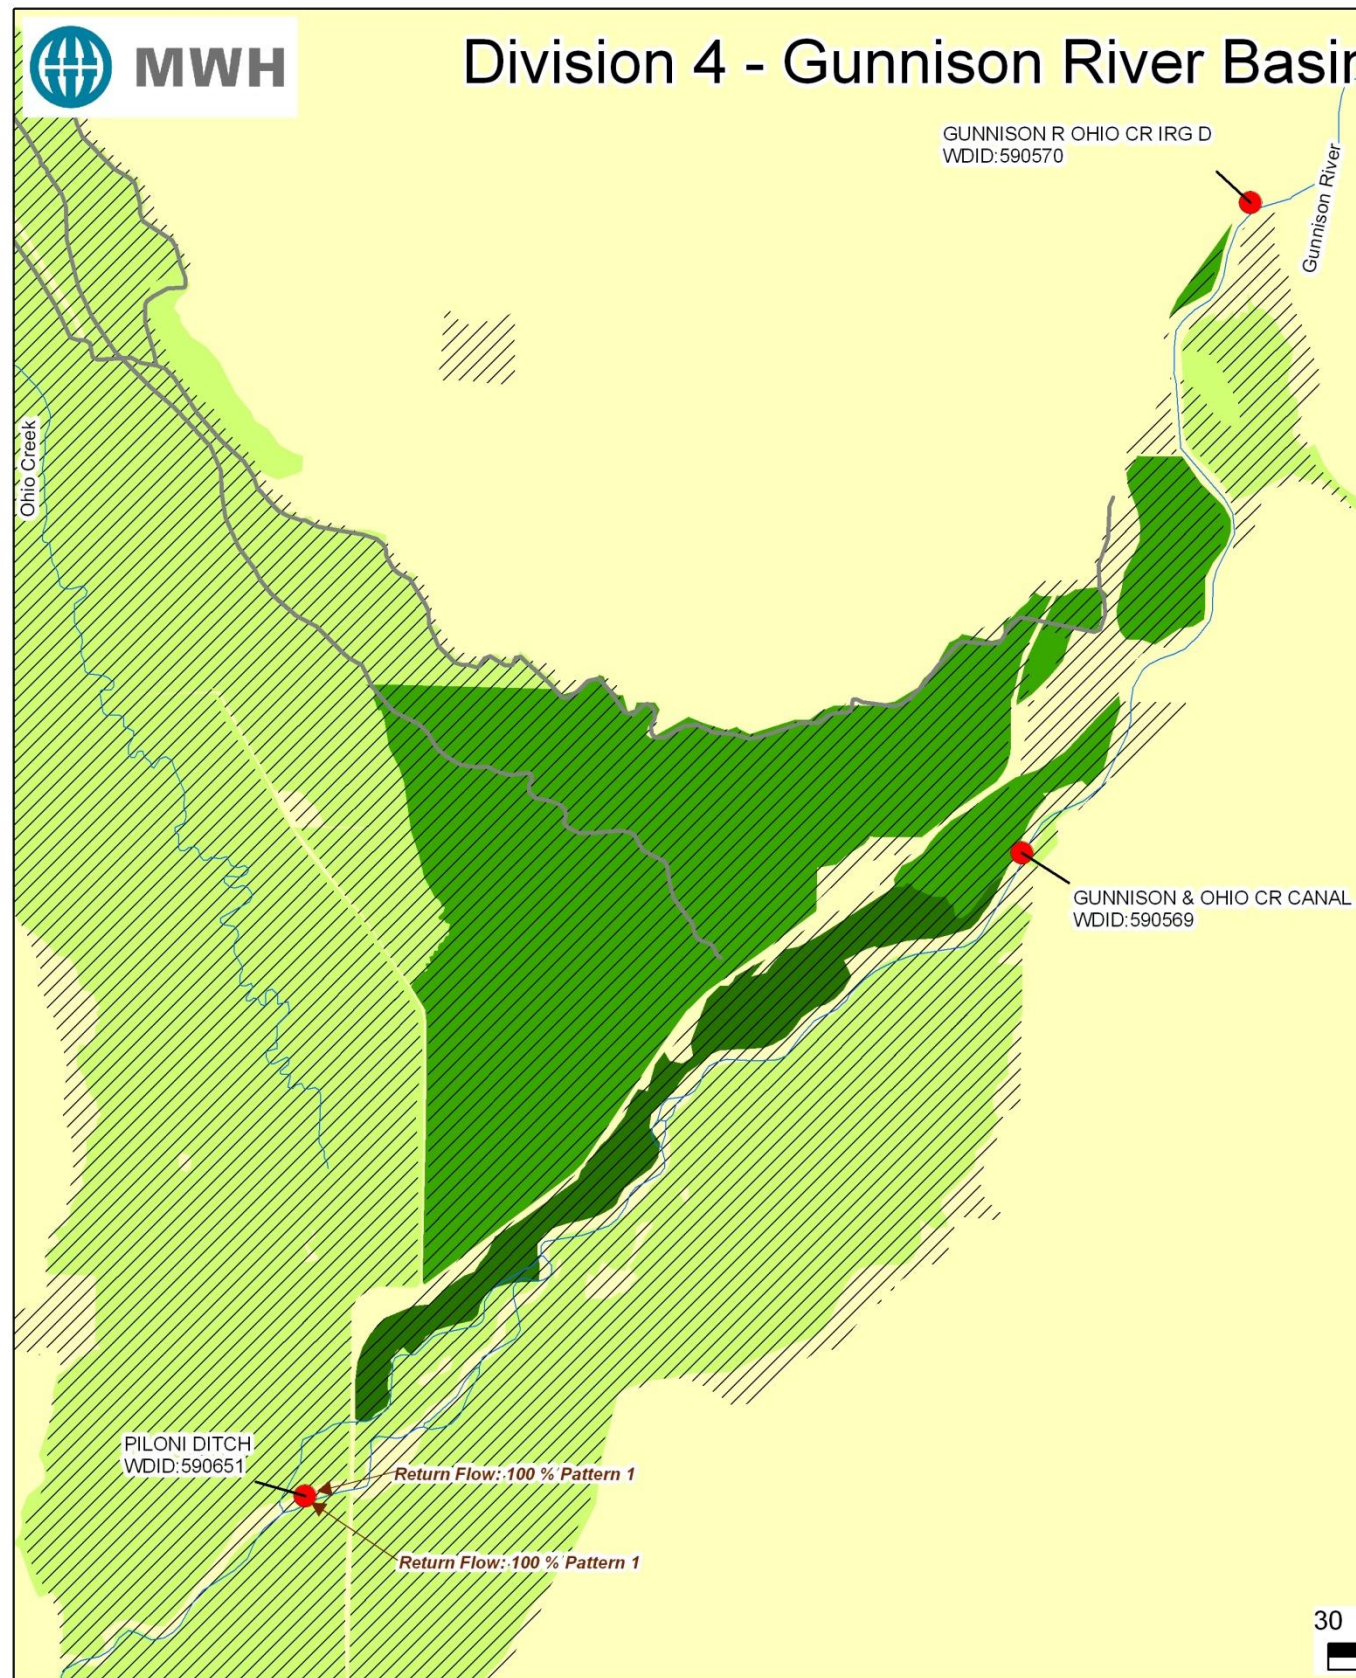 MWH
Division 4 - Gunnison River Basin
GUNNISON R OHIO CR IRG D
WDID:590570
Gunnison River
Ohio Creek
GUNNISON & OHIO CR CANAL
WDID:590569
PILONI DITCH
WDID:590651
Return Flow: 100 % Pattern 1
Return Flow: 100 % Pattern 1
30